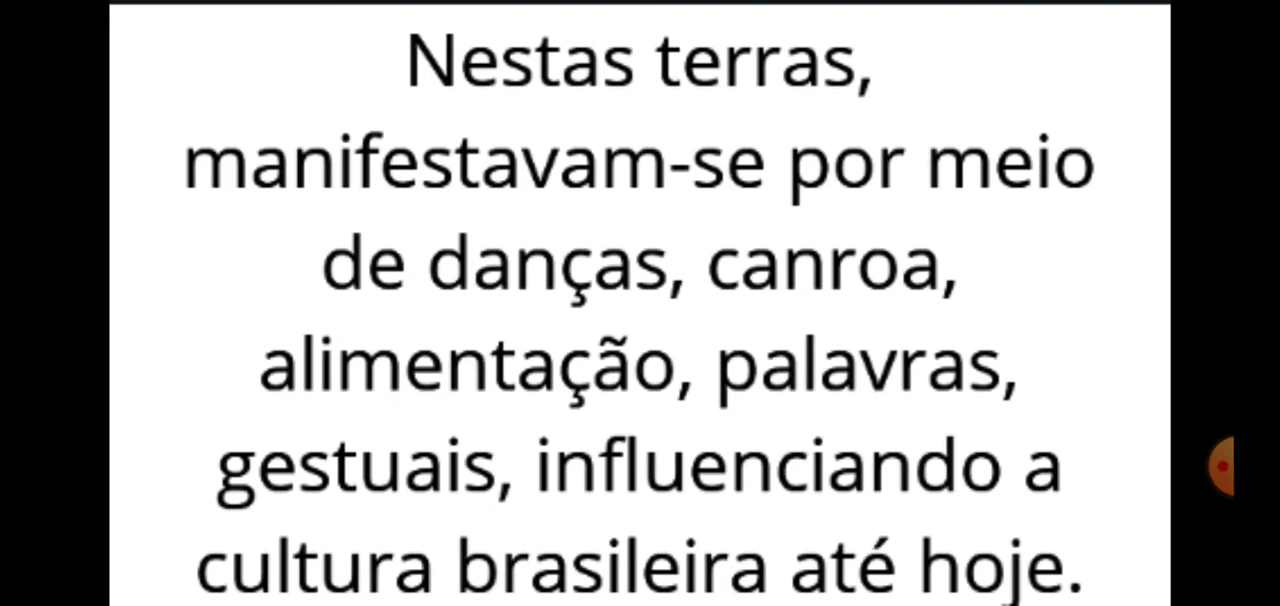 Nestas terras,
manifestavam-se por meio
de danças, canroa,
alimentação, palavras,
gestuais, influenciando a
cultura brasileira até hoje.